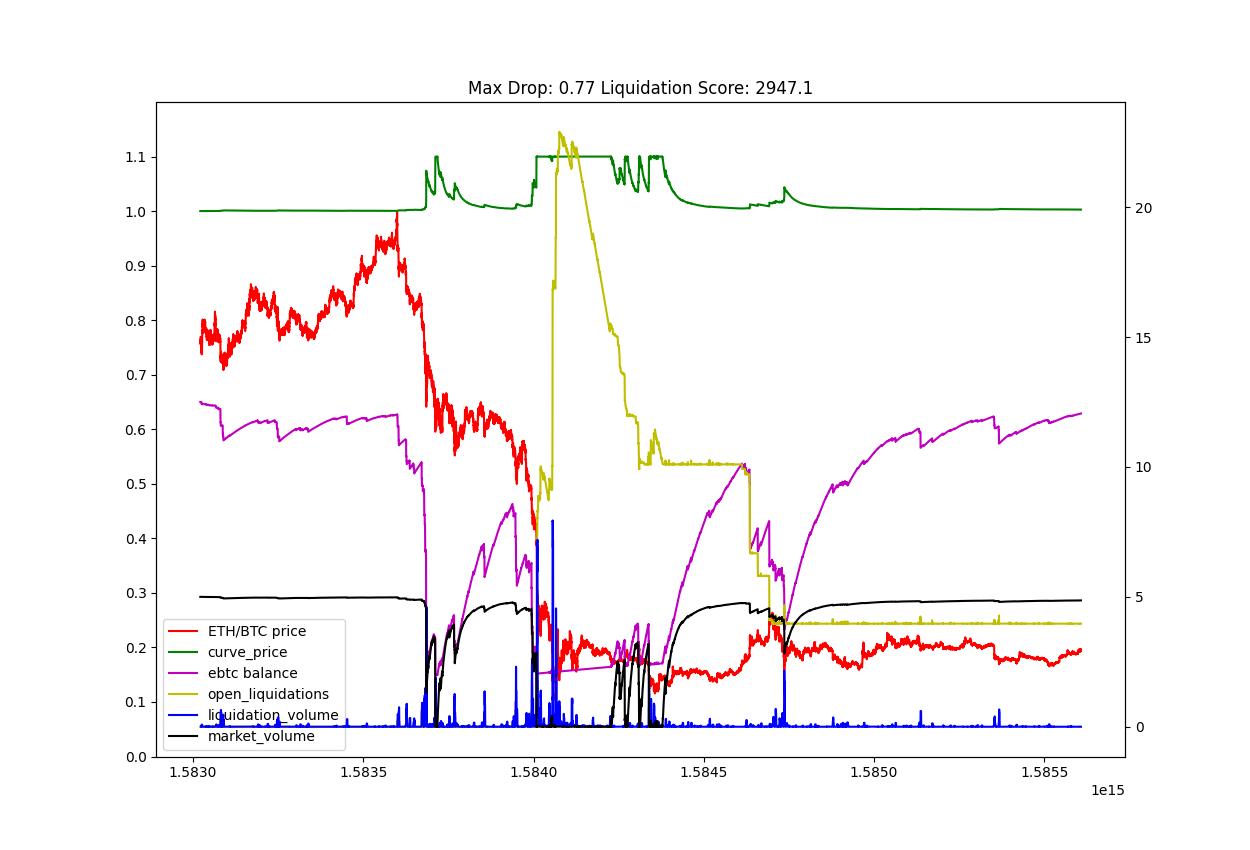 Max Drop: 0.77 Liquidation Score: 2947.1
1.1
1.0
0.9
0.8
0.7
0.6
0.5
0.4
0.3
0.2
0.1
0.0
20
15
10
5
0
ETH/BTC price
curve_price
ebtc balance
open_liquidations
liquidation_volume
market_volume
1.5830 1.5835 1.5840 1.5845 1.5850 1.5855
1e15